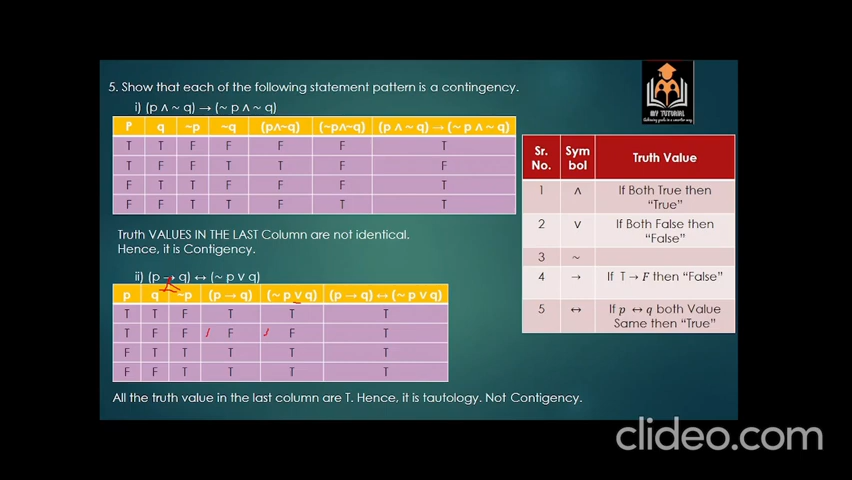 5. Show that each of the following statement pattern is a contingency.
i) (p ∧ ~ q) → (~ p ∧ ~ q)
P q ~p ~q (p∧~q) (~p∧~q) (p ∧ ~ q) → (~ p ∧ ~ q)
T T F F F F T
T F F T T F F
F T T F F F T
F F T T F T T
Truth VALUES IN THE LAST Column are not identical.
Hence, it is Contigency.
ii) (p → q) ↔ (~ p ∨ q)
p q ~p (p → q) (~ p ∨ q) (p → q) ↔ (~ p ∨ q)
T T F T T T
T F F F F T
F T T T T T
F F T T T T
All the truth value in the last column are T. Hence, it is tautology. Not Contigency.
MY TUTORIAL
Sr. No. Sym bol Truth Value
1 ∧ If Both True then
“True”
2 ∨ If Both False then
“False”
3 ~
4 → If T → F then “False”
5 ↔ If p ↔ q both Value
Same then “True”
clideo.com